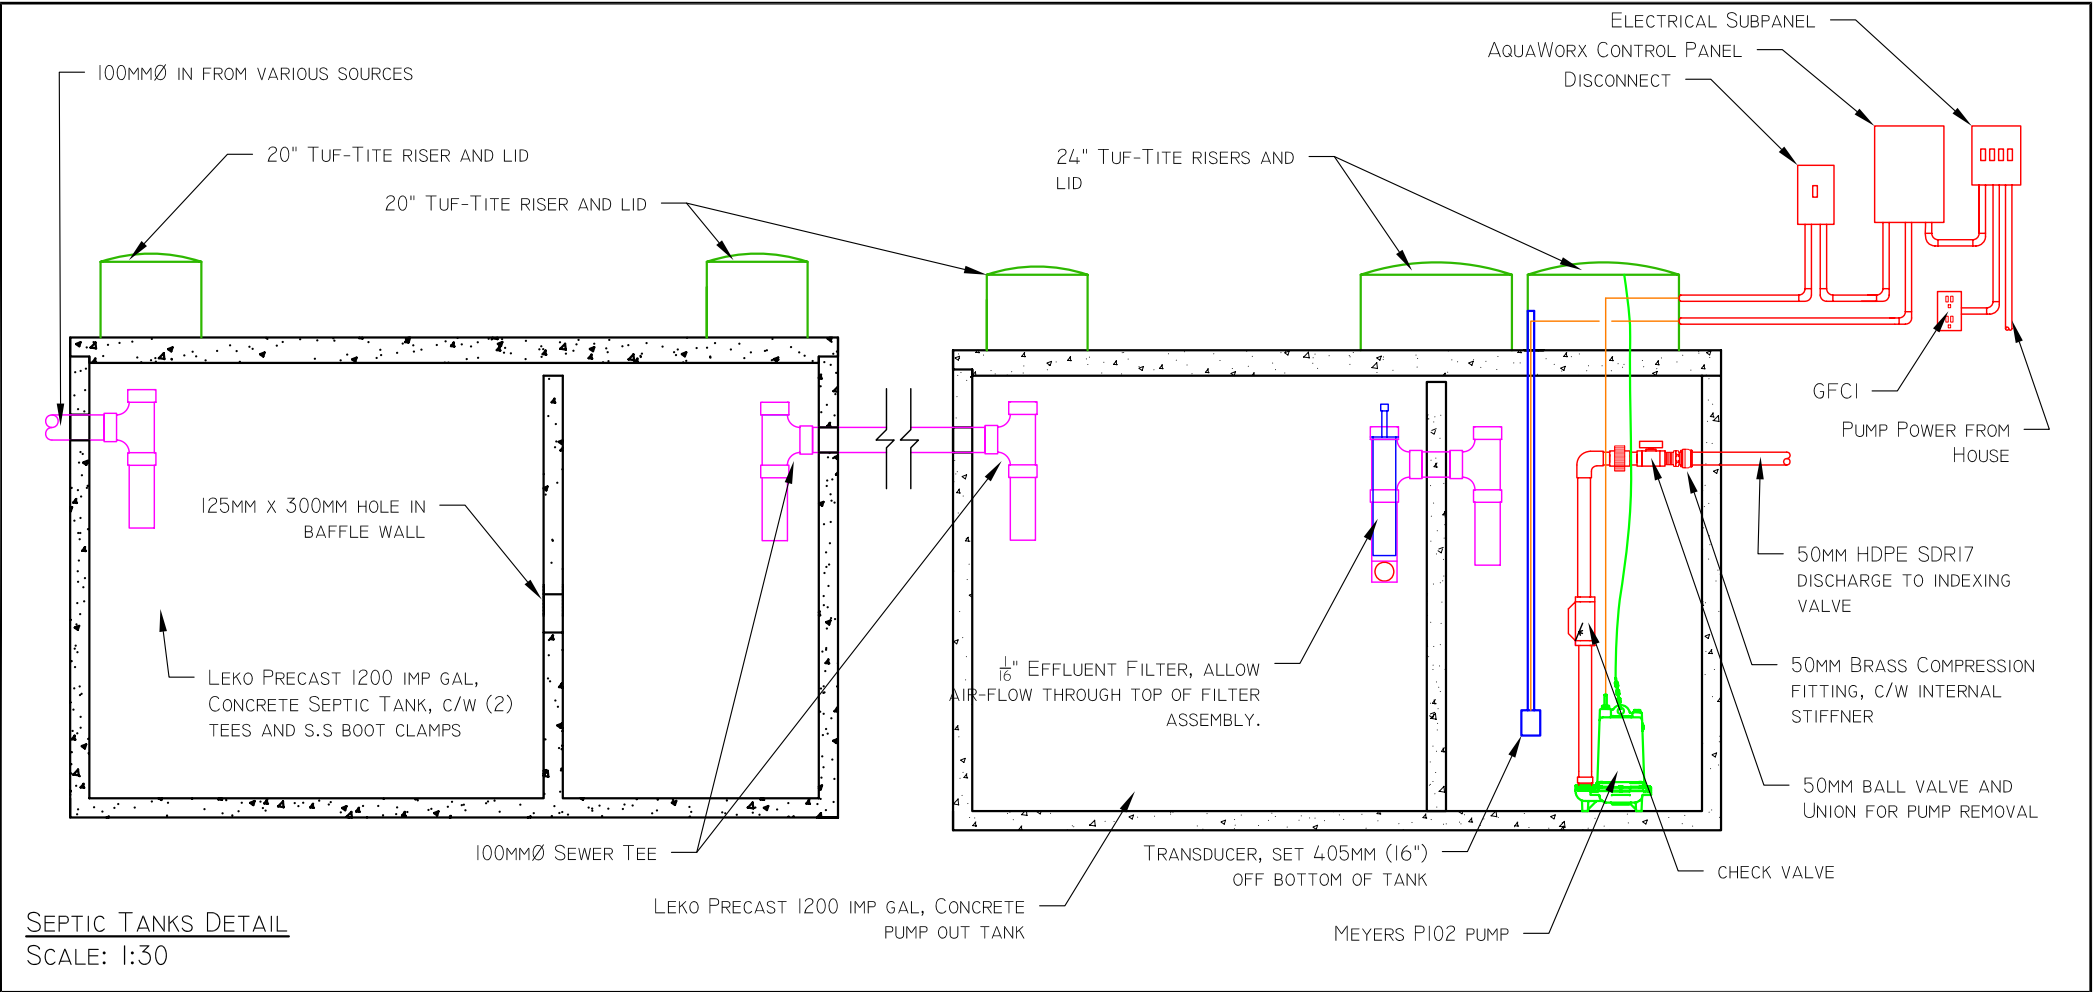 ELECTRICAL SUBPANEL
AQUAWORX CONTROL PANEL
DISCONNECT
100MMØ IN FROM VARIOUS SOURCES
20" TUF-TITE RISER AND LID
20" TUF-TITE RISER AND LID
24" TUF-TITE RISERS AND
LID
GFCI
PUMP POWER FROM
HOUSE
125MM X 300MM HOLE IN
BAFFLE WALL
50MM HDPE SDR17
DISCHARGE TO INDEXING
VALVE
LEKO PRECAST 1200 IMP GAL,
CONCRETE SEPTIC TANK, C/W (2)
TEES AND S.S BOOT CLAMPS
1/16" EFFLUENT FILTER, ALLOW
AIR-FLOW THROUGH TOP OF FILTER
ASSEMBLY.
50MM BRASS COMPRESSION
FITTING, C/W INTERNAL
STIFFNER
50MM BALL VALVE AND
UNION FOR PUMP REMOVAL
100MMØ SEWER TEE
TRANSDUCER, SET 405MM (16")
OFF BOTTOM OF TANK
CHECK VALVE
LEKO PRECAST 1200 IMP GAL, CONCRETE
PUMP OUT TANK
MEYERS P102 PUMP
SEPTIC TANKS DETAIL
SCALE: 1:30